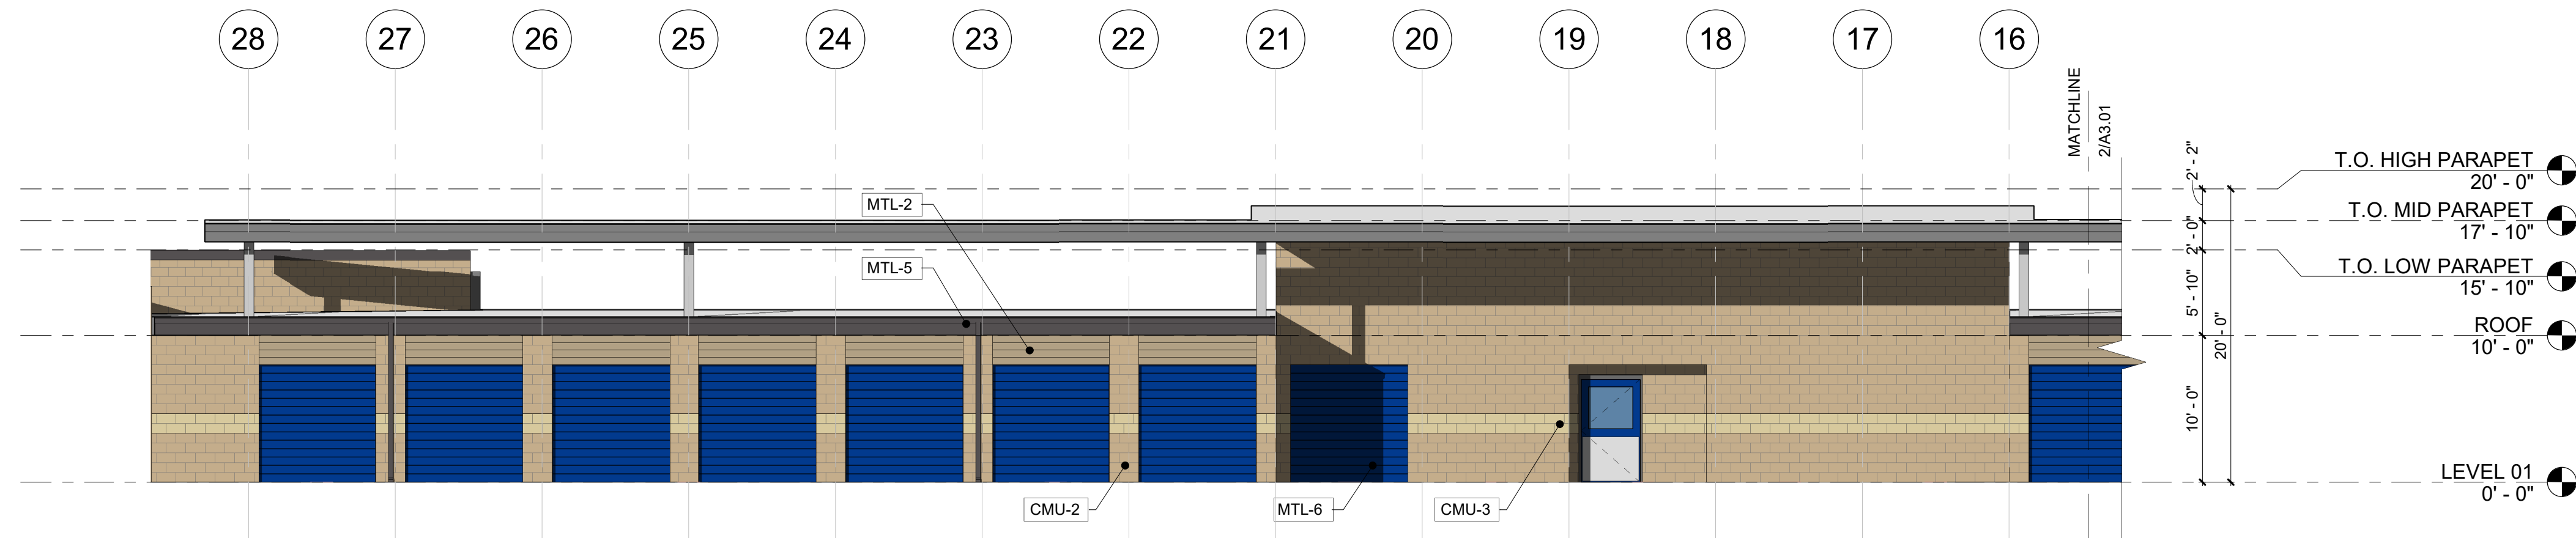 28
27
26
25
24
23
22
21
20
19
18
17
16
MATCHLINE
2/A3.01
T.O. HIGH PARAPET
20' - 0"
T.O. MID PARAPET
17' - 10"
T.O. LOW PARAPET
15' - 10"
ROOF
10' - 0"
LEVEL 01
0' - 0"
2' - 2"
2' - 0"
5' - 10"
10' - 0"
20' - 0"
MTL-2
MTL-5
CMU-2
MTL-6
CMU-3